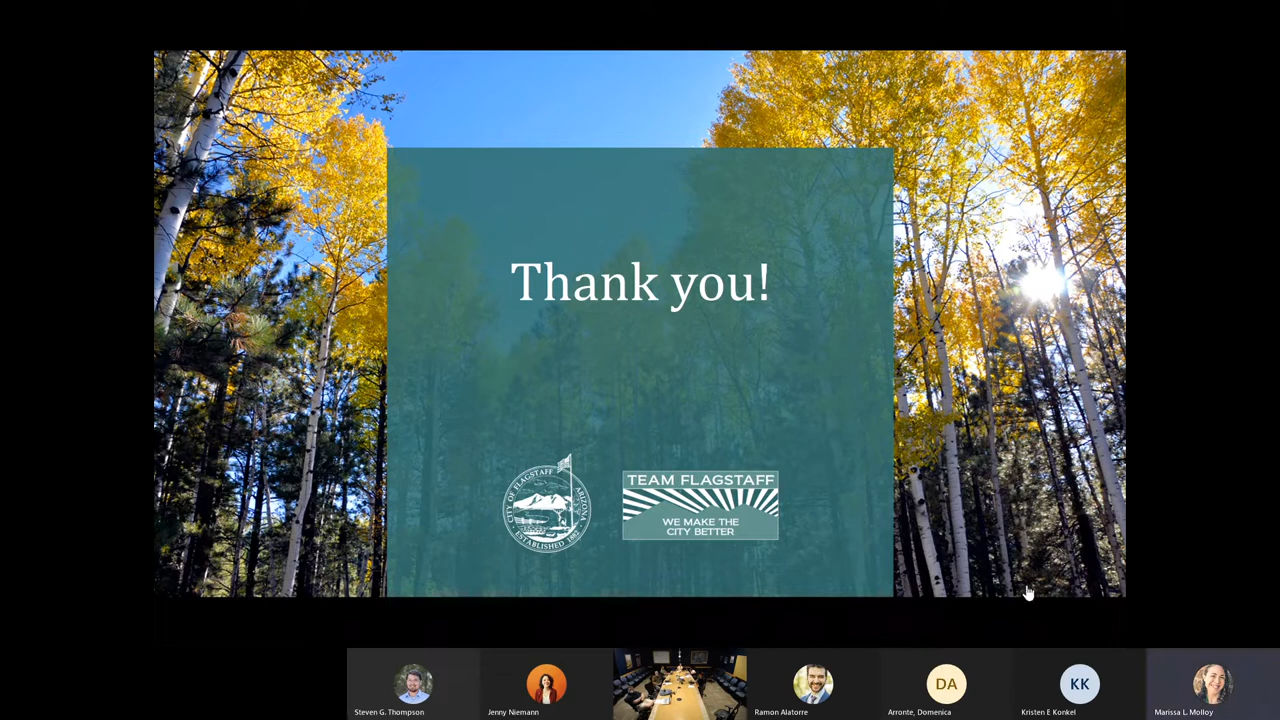 Thank you!
CITY OF FLAGSTAFF
ARIZONA
ESTABLISHED 1882
TEAM FLAGSTAFF
WE MAKE THE
CITY BETTER
DA
KK
Steven G. Thompson
Jenny Niemann
Ramon Alatorre
Arronte, Domenica
Kristen E Konkel
Marissa L. Molloy